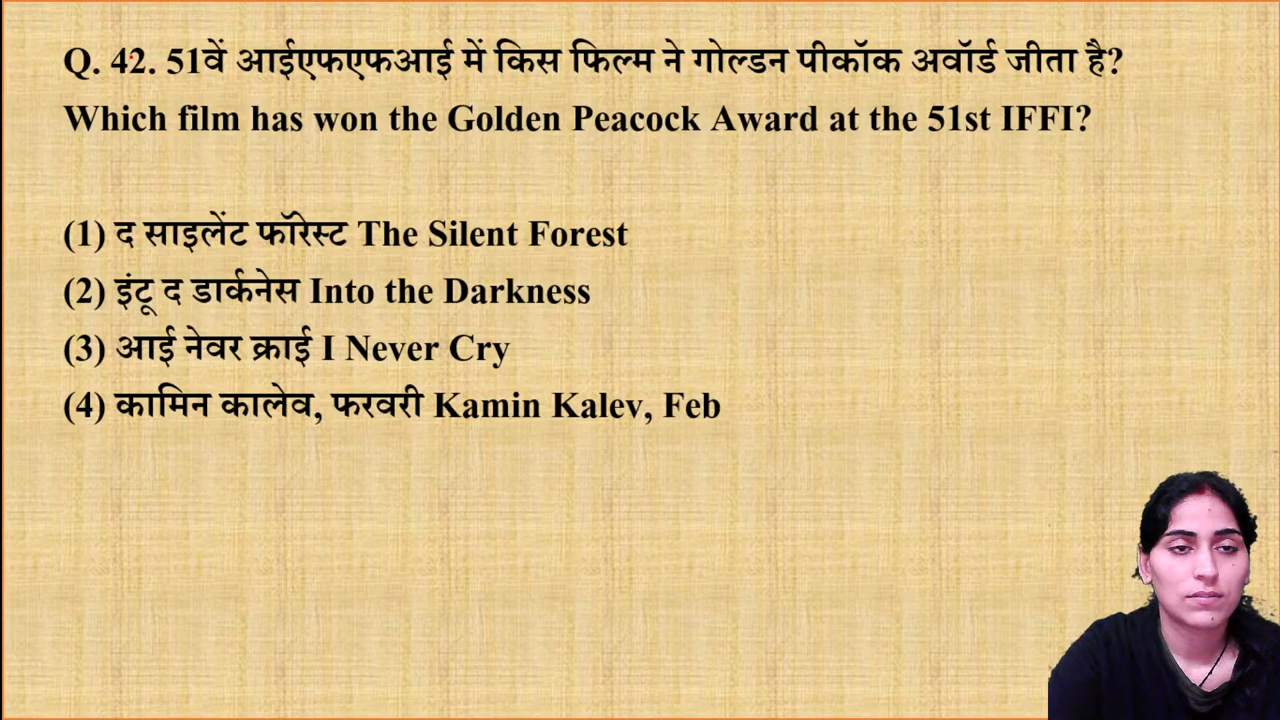 Q. 42. 51वें आईएफएफआई में किस फिल्म ने गोल्डन पीकॉक अवॉर्ड जीता है?
Which film has won the Golden Peacock Award at the 51st IFFI?
(1) द साइलेंट फॉरेस्ट The Silent Forest
(2) इंटू द डार्कनेस Into the Darkness
(3) आई नेवर क्राई I Never Cry
(4) कामिन कालेव, फरवरी Kamin Kalev, Feb